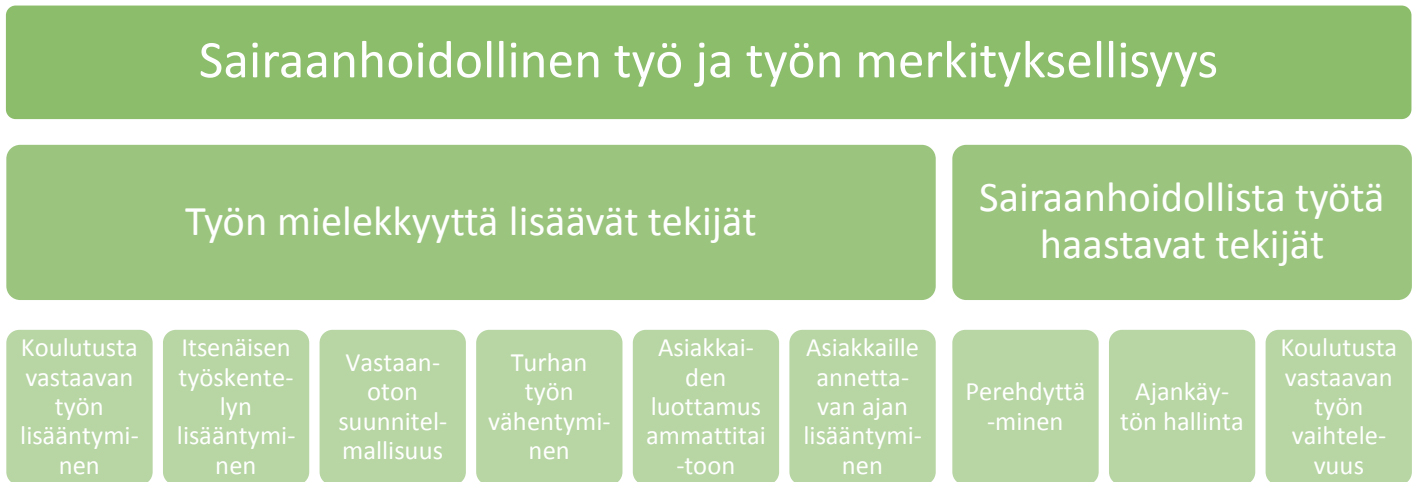 Sairaanhoidollinen työ ja työn merkityksellisyys
Työn mielekkyyttä lisäävät tekijät
Sairaanhoidollista työtä
haastavat tekijät
Koulutusta
vastaavan
työn
lisääntymi-
nen
Itsenäisen
työskente-
lyn
lisääntymi-
nen
Vastaan-
oton
suunnitel-
mallisuus
Turhan
työn
vähentymi-
nen
Asiakkai-
den
luottamus
ammattitai
-toon
Asiakkaille
annetta-
van ajan
lisääntymi-
nen
Perehdyttä
-minen
Ajankäy-
tön hallinta
Koulutusta
vastaavan
työn
vaihtele-
vuus